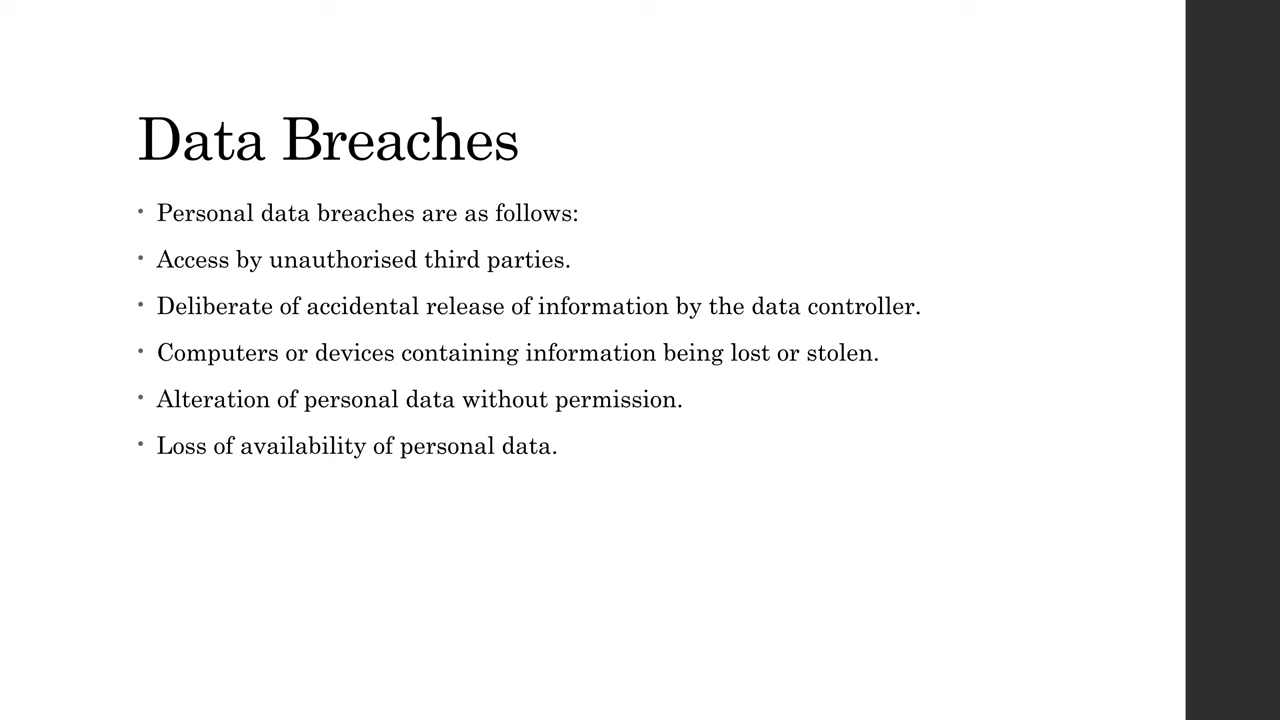 Data Breaches
• Personal data breaches are as follows:
• Access by unauthorised third parties.
• Deliberate of accidental release of information by the data controller.
• Computers or devices containing information being lost or stolen.
• Alteration of personal data without permission.
• Loss of availability of personal data.